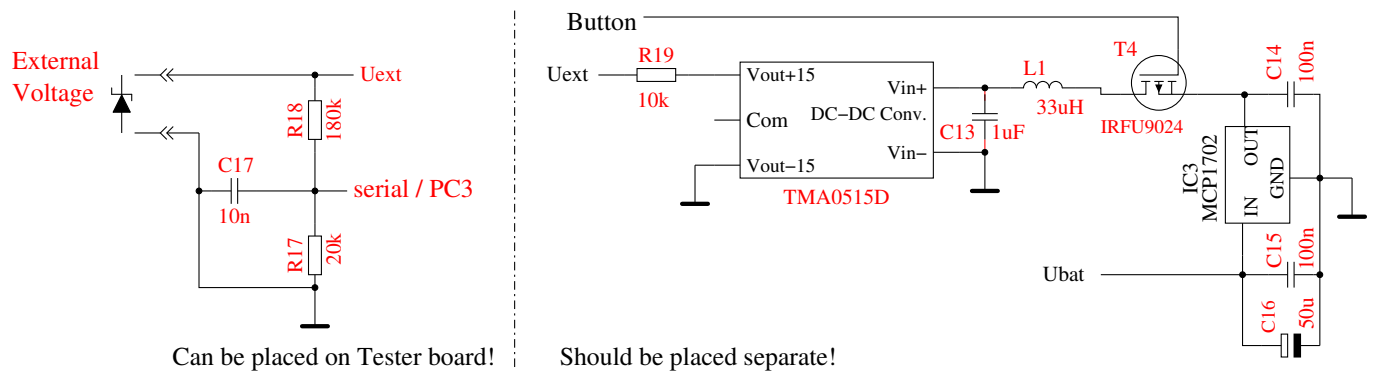 External
Voltage
Uext
R18
180k
C17
10n
serial / PC3
R17
20k
Can be placed on Tester board!
Button
Uext
R19
10k
Vout+15
Com
Vout−15
Vin+
DC−DC Conv.
Vin−
TMA0515D
C13
1uF
L1
33uH
T4
IRFU9024
C14
100n
IC3
MCP1702
OUT
GND
IN
C15
100n
Ubat
C16
50u
Should be placed separate!